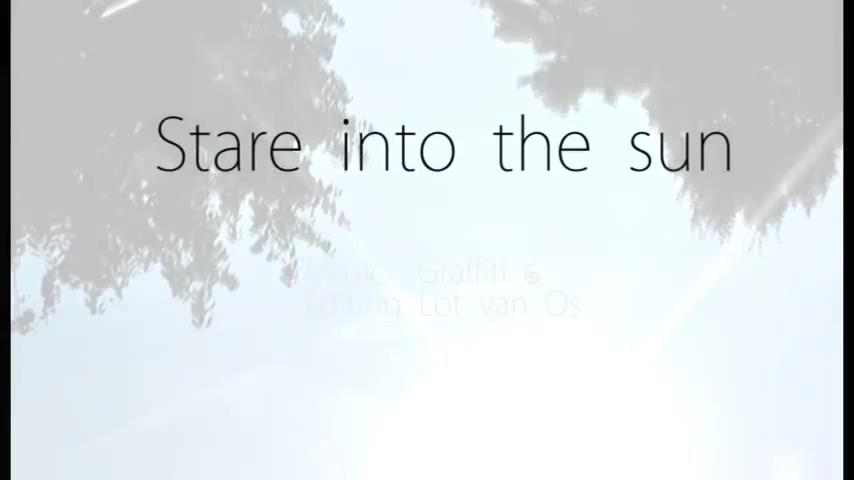 Stare into the sun
Music Graffiti 6
Editing Lot van Os